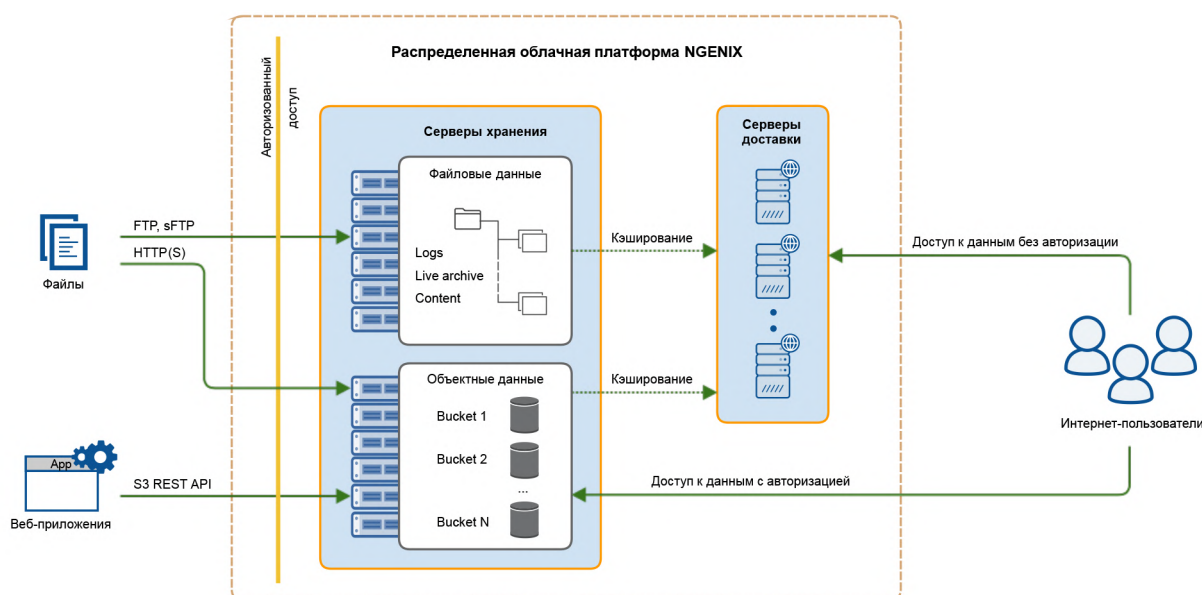 Распределенная облачная платформа NGENIX
Авторизованный
доступ
Серверы хранения
Серверы
доставки
Файловые данные
FTP, sFTP
HTTP(S)
Файлы
Logs
Live archive
Content
Кэширование
Доступ к данным без авторизации
Объектные данные
Bucket 1
Bucket 2
...
Bucket N
Кэширование
Интернет-пользователи
App
S3 REST API
Веб-приложения
Доступ к данным с авторизацией